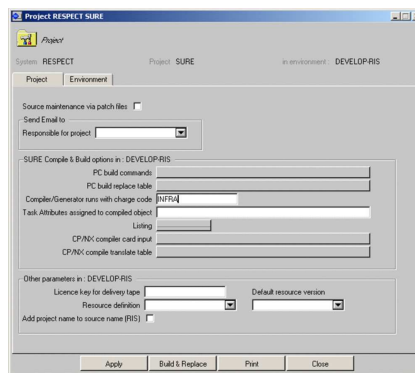 Project RESPECT SURE
Project
System RESPECT Project SURE in environment : DEVELOP-RIS
Project Environment
Source maintenance via patch files
Send Email to
Responsible for project
SURE Compile & Build options in : DEVELOP-RIS
PC build commands
PC build replace table
Compiler/Generator runs with charge code INFRA
Task Attributes assigned to compiled object
Listing
CP/NX compiler card input
CP/NX compile translate table
Other parameters in : DEVELOP-RIS
Licence key for delivery tape Default resource version
Resource definition
Add project name to source name (RIS)
Apply Build & Replace Print Close